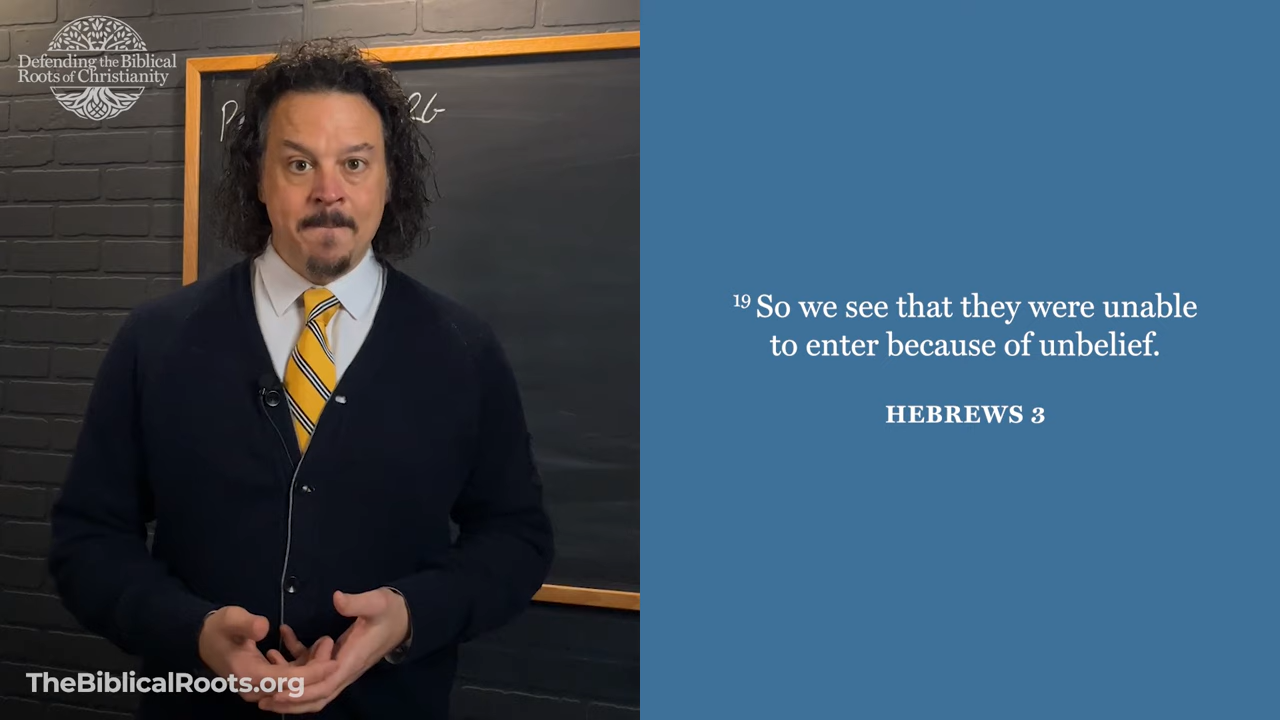 Defending the Biblical
Roots of Christianity
TheBiblicalRoots.org
19 So we see that they were unable
to enter because of unbelief.
HEBREWS 3